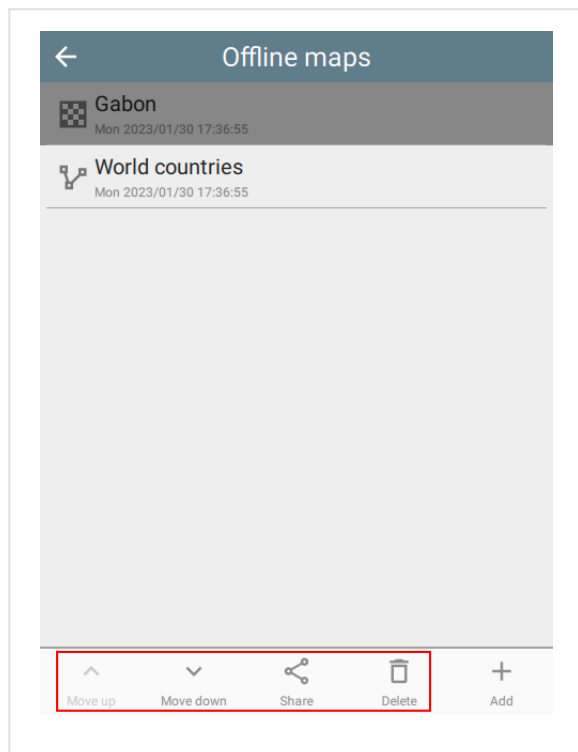 Offline maps
Gabon
Mon 2023/01/30 17:36:55
World countries
Mon 2023/01/30 17:36:55
Move up Move down Share Delete Add